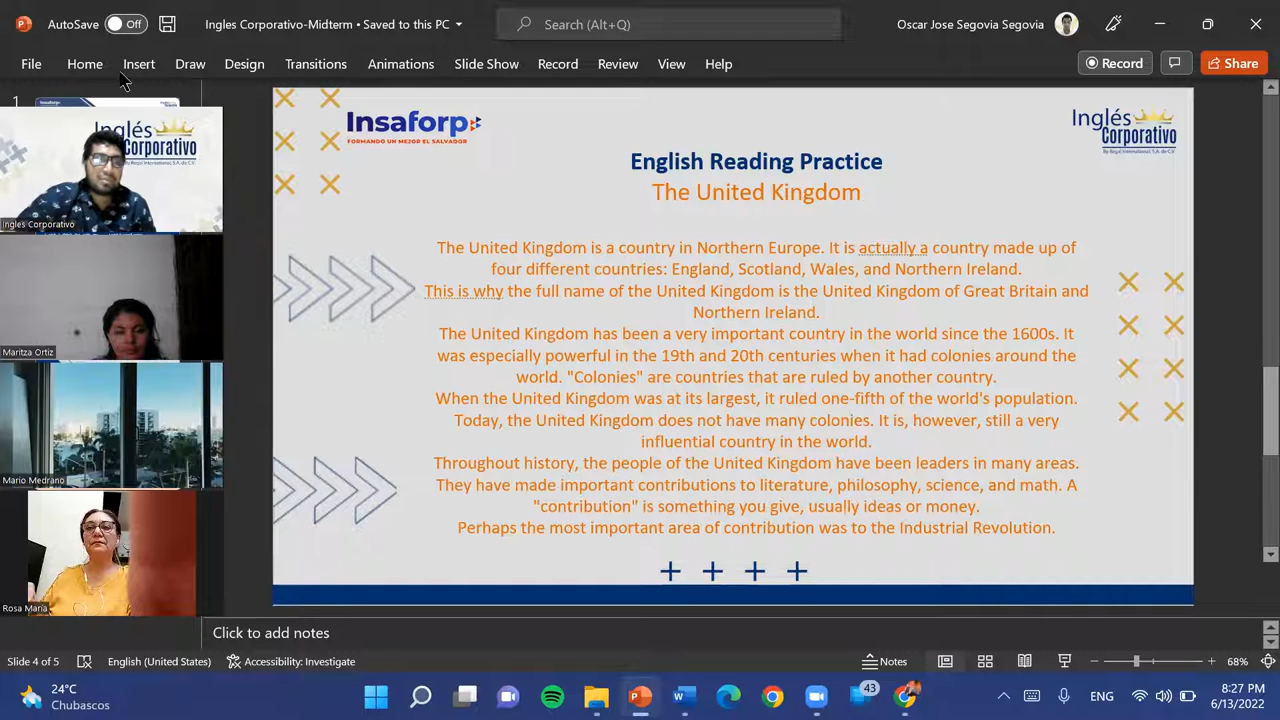 AutoSave Off Ingles Corporativo-Midterm • Saved to this PC Search (Alt+Q) Oscar Jose Segovia Segovia
File Home Insert Draw Design Transitions Animations Slide Show Record Review View Help Record Share
1
Inglés Corporativo
By Regal International, S.A. de C.V.
Ingles Corporativo
Maritza Ortiz
Mario Medrano
Rosa Maria
Insaforp
FORMANDO UN MEJOR EL SALVADOR
Inglés
Corporativo
By Regal International, S.A. de C.V.
English Reading Practice
The United Kingdom
The United Kingdom is a country in Northern Europe. It is actually a country made up of
four different countries: England, Scotland, Wales, and Northern Ireland.
This is why the full name of the United Kingdom is the United Kingdom of Great Britain and
Northern Ireland.
The United Kingdom has been a very important country in the world since the 1600s. It
was especially powerful in the 19th and 20th centuries when it had colonies around the
world. "Colonies" are countries that are ruled by another country.
When the United Kingdom was at its largest, it ruled one-fifth of the world's population.
Today, the United Kingdom does not have many colonies. It is, however, still a very
influential country in the world.
Throughout history, the people of the United Kingdom have been leaders in many areas.
They have made important contributions to literature, philosophy, science, and math. A
"contribution" is something you give, usually ideas or money.
Perhaps the most important area of contribution was to the Industrial Revolution.
Click to add notes
Slide 4 of 5 English (United States) Accessibility: Investigate Notes 68%
24°C
Chubascos
43
ENG
8:27 PM
6/13/2022